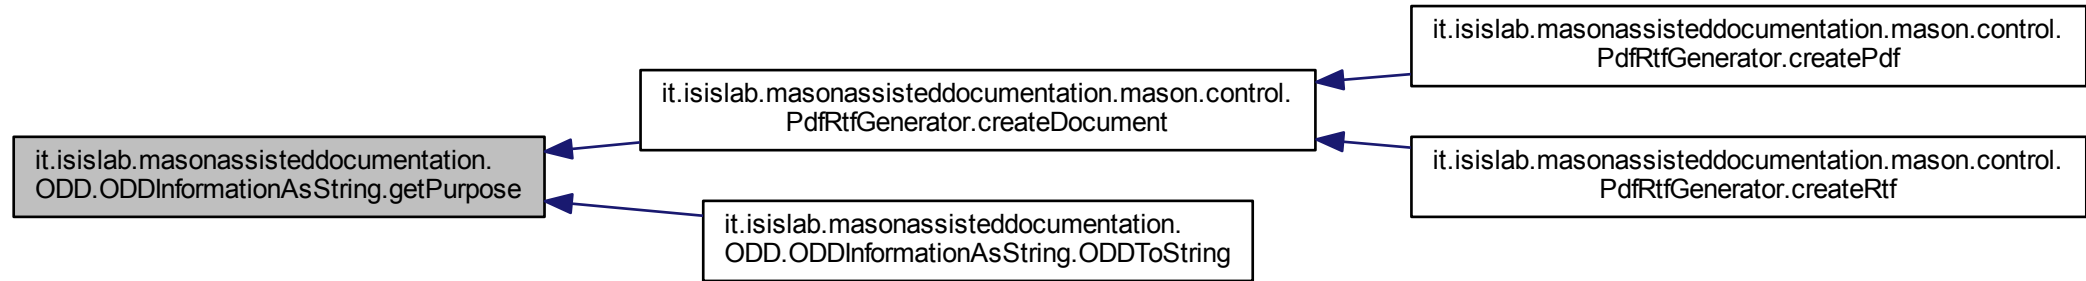 it.isislab.masonassisteddocumentation.
ODD.ODDInformationAsString.getPurpose
it.isislab.masonassisteddocumentation.mason.control.
PdfRtfGenerator.createDocument
it.isislab.masonassisteddocumentation.mason.control.
PdfRtfGenerator.createPdf
it.isislab.masonassisteddocumentation.mason.control.
PdfRtfGenerator.createRtf
it.isislab.masonassisteddocumentation.
ODD.ODDInformationAsString.ODDToString